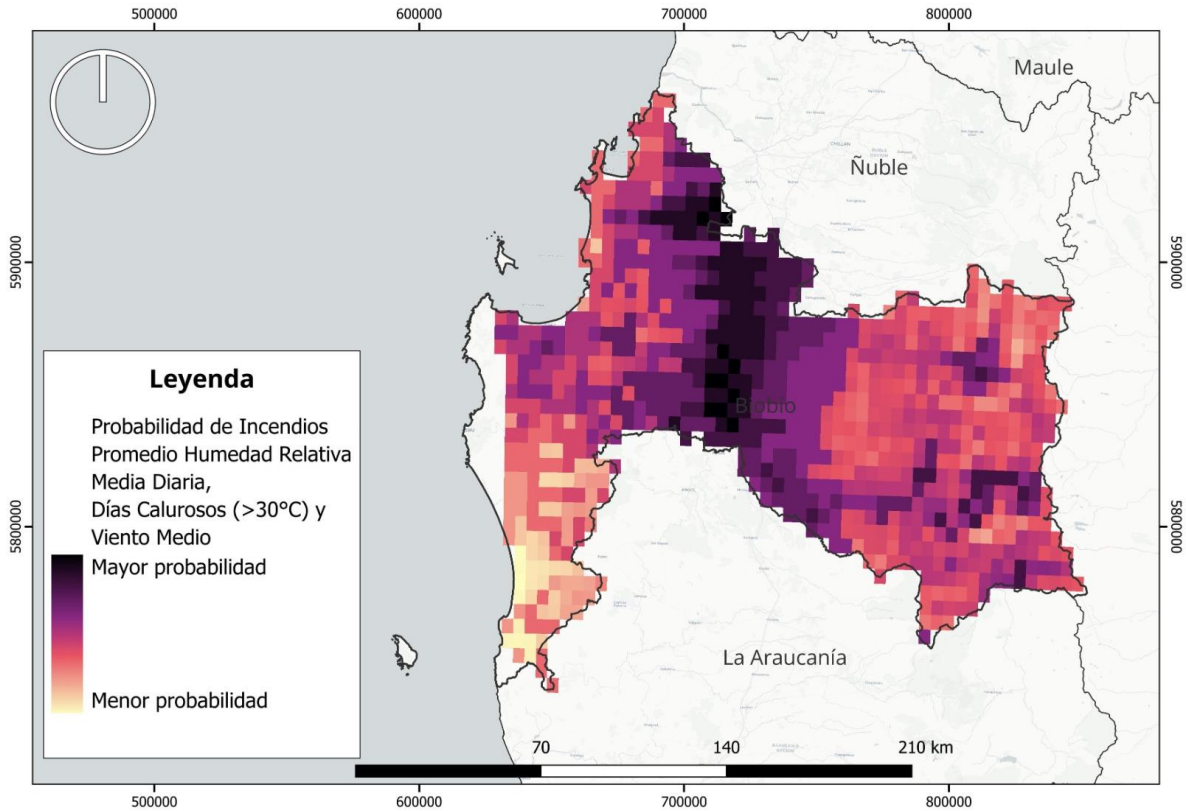 500000 600000 700000 800000
Maule
Ñuble
5900000 5900000
Leyenda
Probabilidad de Incendios
Promedio Humedad Relativa
Media Diaria,
Días Calurosos (>30°C) y
Viento Medio
Mayor probabilidad
Menor probabilidad
Biobío
5800000 5800000
La Araucanía
70 140 210 km
500000 600000 700000 800000